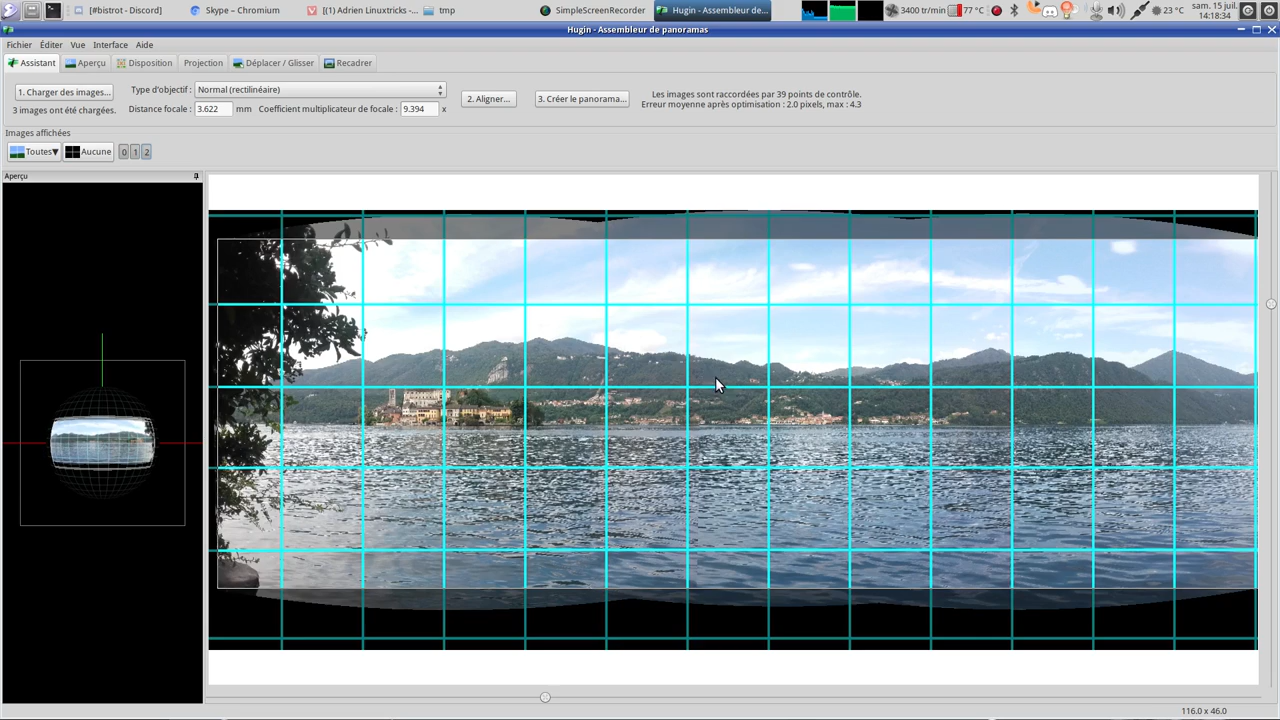 [#bistrot - Discord]
Skype – Chromium
[(1) Adrien Linuxtricks -...
tmp
SimpleScreenRecorder
Hugin - Assembleur de...
3400 tr/min
77 °C
23 °C
sam. 15 juil.
14:18:34
Hugin - Assembleur de panoramas
Fichier Éditer Vue Interface Aide
Assistant Aperçu Disposition Projection Déplacer / Glisser Recadrer
1. Charger des images...
3 images ont été chargées.
Type d'objectif : Normal (rectilinéaire)
Distance focale : 3.622 mm Coefficient multiplicateur de focale : 9.394 x
2. Aligner...
3. Créer le panorama...
Les images sont raccordées par 39 points de contrôle.
Erreur moyenne après optimisation : 2.0 pixels, max : 4.3
Images affichées
Toutes▼ Aucune 0 1 2
Aperçu
116.0 x 46.0